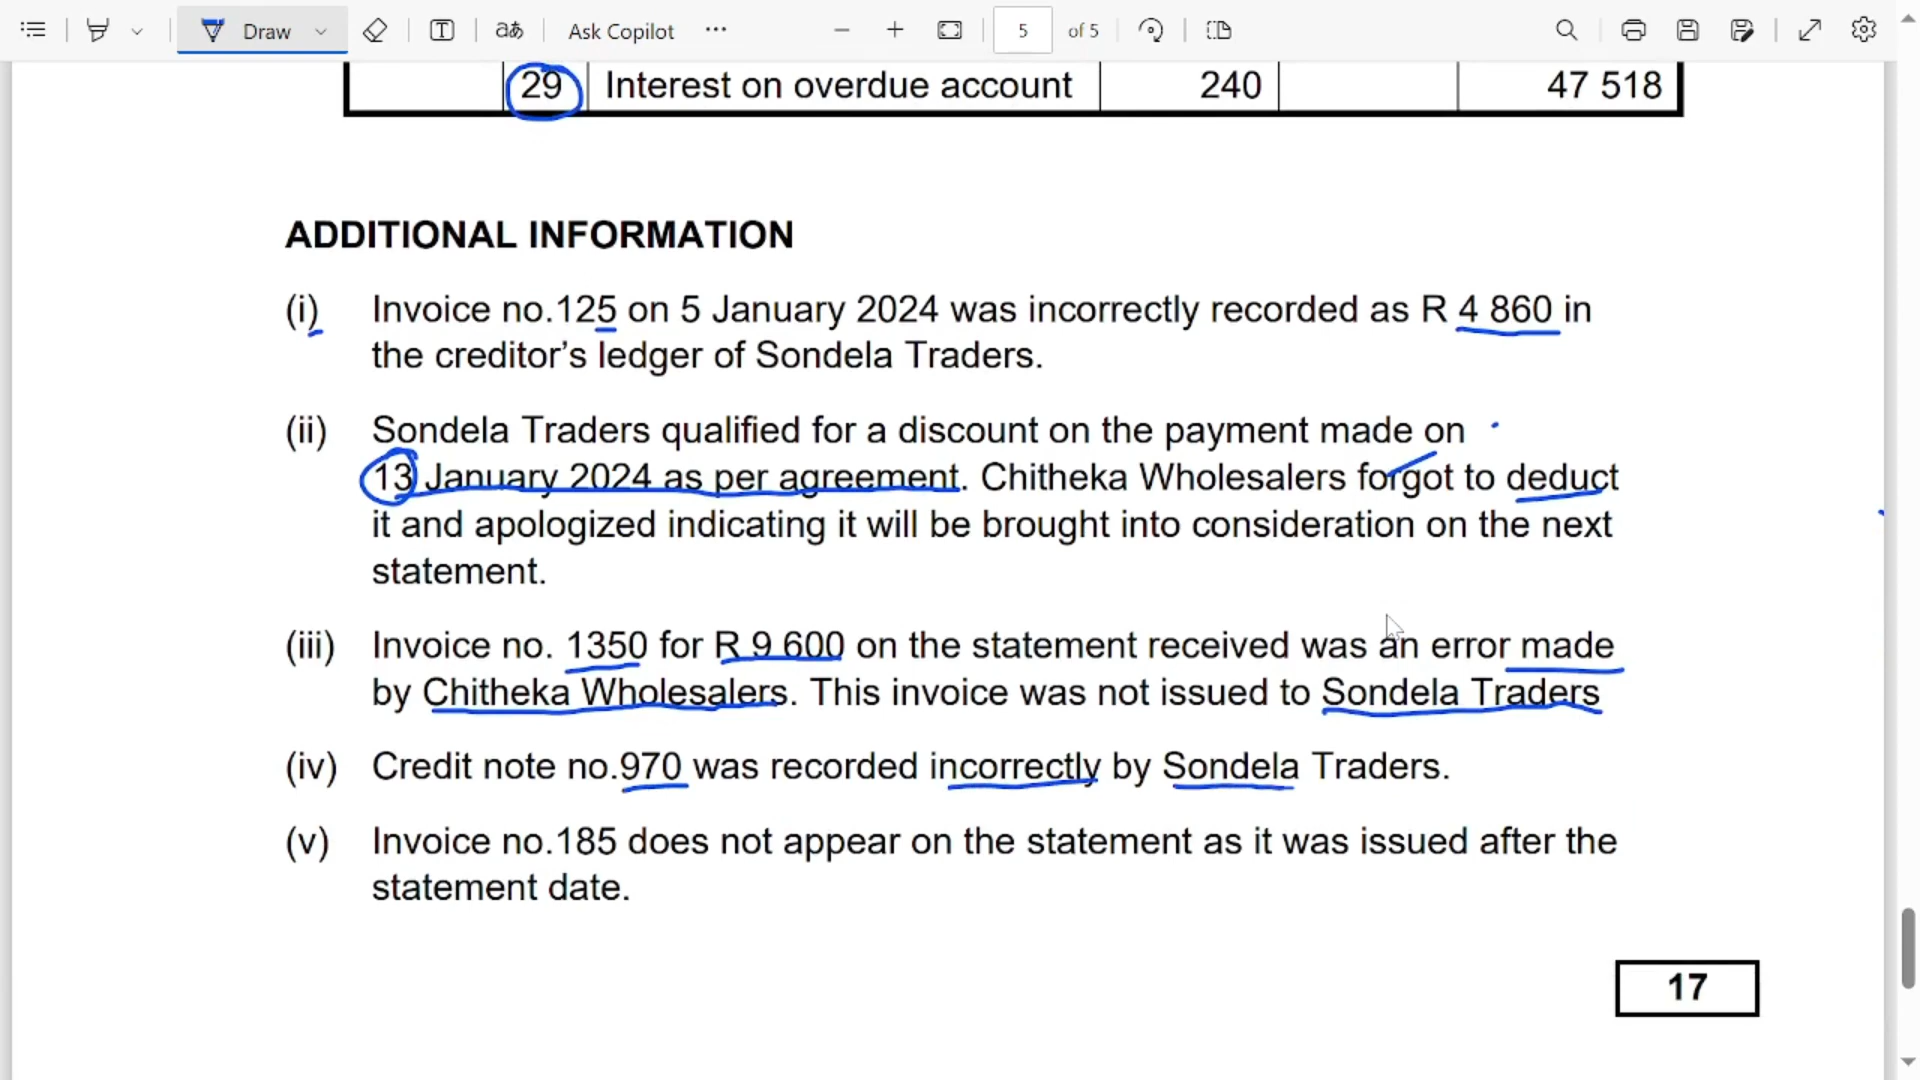 Draw
aあ
Ask Copilot
5
of 5
29 Interest on overdue account 240 47 518
ADDITIONAL INFORMATION
(i) Invoice no.125 on 5 January 2024 was incorrectly recorded as R 4 860 in
the creditor’s ledger of Sondela Traders.
(ii) Sondela Traders qualified for a discount on the payment made on
13 January 2024 as per agreement. Chitheka Wholesalers forgot to deduct
it and apologized indicating it will be brought into consideration on the next
statement.
(iii) Invoice no. 1350 for R 9 600 on the statement received was an error made
by Chitheka Wholesalers. This invoice was not issued to Sondela Traders
(iv) Credit note no.970 was recorded incorrectly by Sondela Traders.
(v) Invoice no.185 does not appear on the statement as it was issued after the
statement date.
17